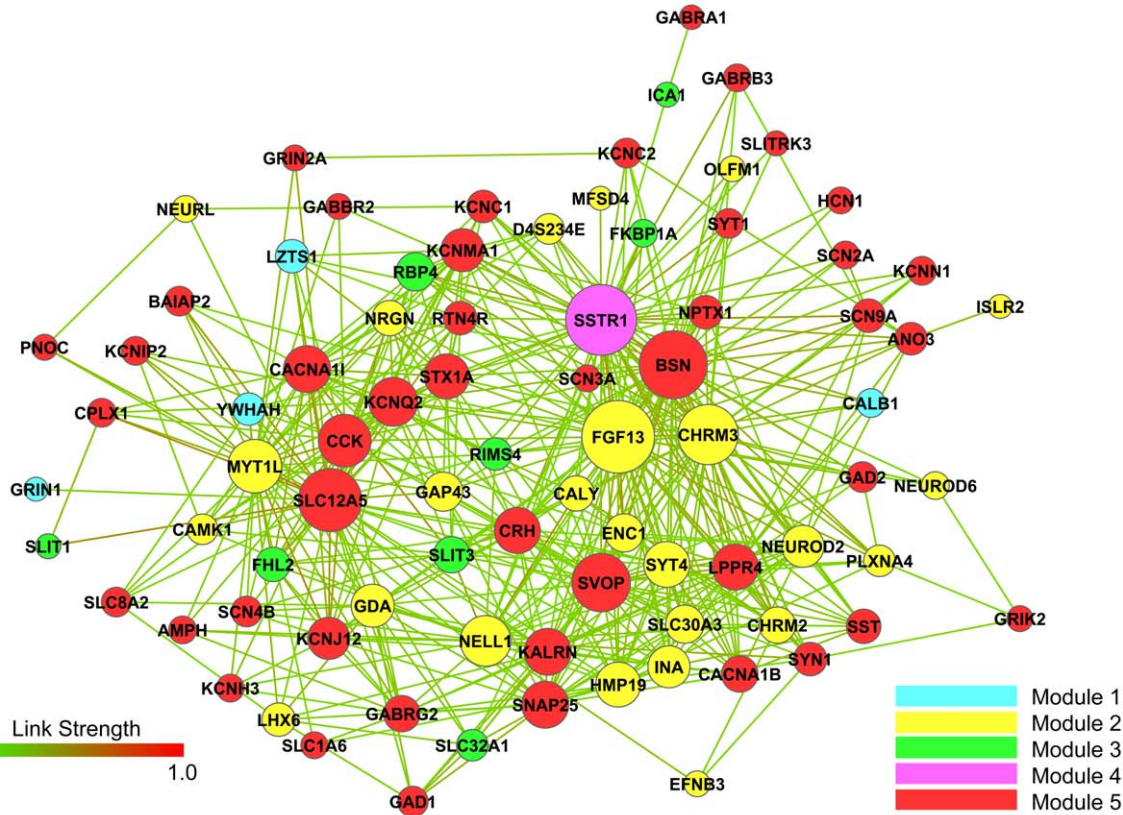 GABRA1
GABRB3
ICA1
SLITRK3
KCNC2
GRIN2A
OLFM1
MFSD4
HCN1
NEURL
GABBR2
KCNC1
SYT1
D4S234E
FKBP1A
LZTS1
KCNMA1
SCN2A
KCNN1
RBP4
BAIAP2
ISLR2
NRGN
RTN4R
SSTR1
NPTX1
SCN9A
PNOC
KCNIP2
ANO3
CACNA1I
STX1A
SCN3A
BSN
KCNQ2
CALB1
CPLX1
YWHAH
CCK
FGF13
CHRM3
RIMS4
MYT1L
GRIN1
SLC12A5
GAP43
CALY
GAD2
NEUROD6
CAMK1
CRH
ENC1
SLIT1
SLIT3
NEUROD2
FHL2
SYT4
LPPR4
PLXNA4
SVOP
SLC8A2
SCN4B
GDA
AMPH
KCNJ12
NELL1
SLC30A3
CHRM2
SST
GRIK2
KALRN
INA
SYN1
CACNA1B
KCNH3
HMP19
LHX6
GABRG2
SNAP25
SLC1A6
SLC32A1
EFNB3
GAD1
Link Strength
1.0
Module 1
Module 2
Module 3
Module 4
Module 5